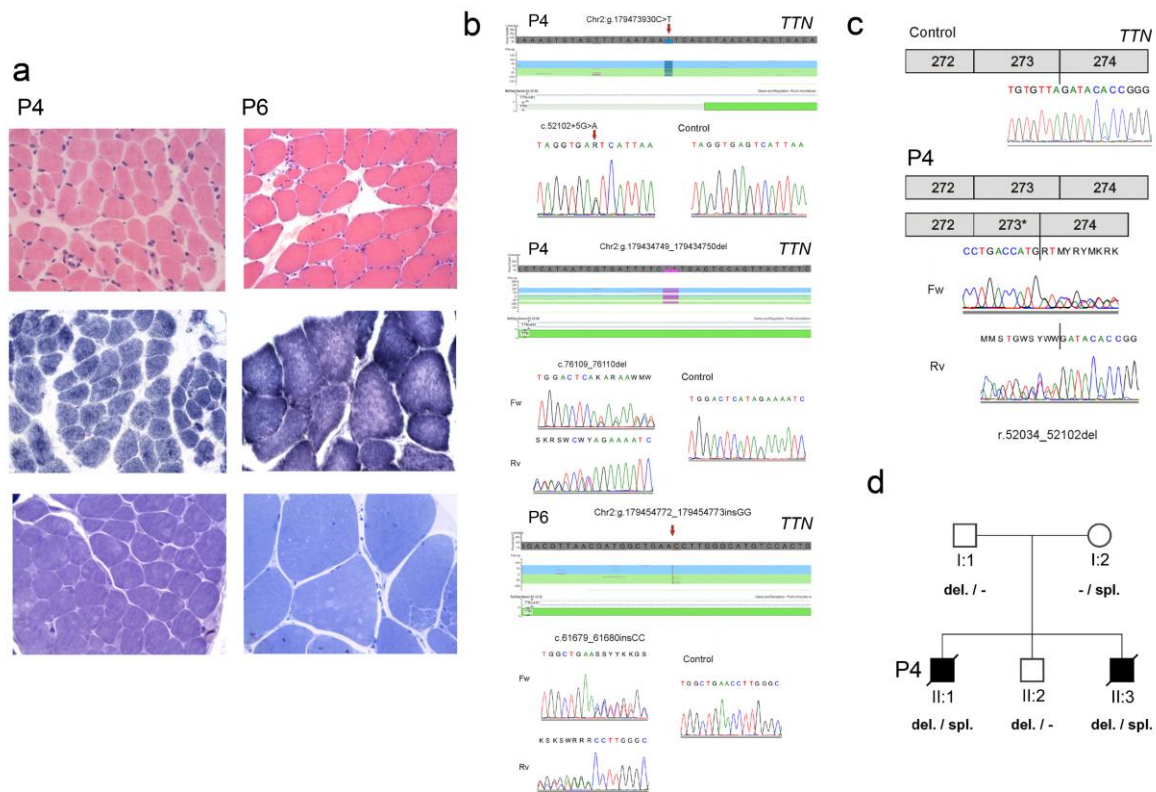 a
P4
P6
b
P4
Chr2:g.179473930C>T
TTN
c.52102+5G>A
Control
TAGGTGARTCATTAA
TAGGTGAGTCATTAA
P4
Chr2:g.179434749_179434750del
TTN
c.76109_76110del
Control
TGGACTCAKARAAWMW
TGGACTCATAGAAAATC
Fw
SKRSWCWYAGAAAATC
Rv
P6
Chr2:g.179454772_179454773insGG
TTN
GACGTTAACGATGGCTGAACCTTGGGCATGTCCACTG
c.61679_61680insCC
Control
TGGCTGAASSYYKKGS
TGGCTGAACCTTGGGC
Fw
KSKSWRRRCCTTGGGC
Rv
c
Control
TTN
272 273 274
TGTGTTAGATACACCGGG
P4
272 273 274
272 273* 274
CCTGACCATGRTMYRYMKRK
Fw
MMSTGWSYWWGATACACCGG
Rv
r.52034_52102del
d
I:1
I:2
del. / -
- / spl.
P4
II:1
II:2
II:3
del. / spl.
del. / -
del. / spl.